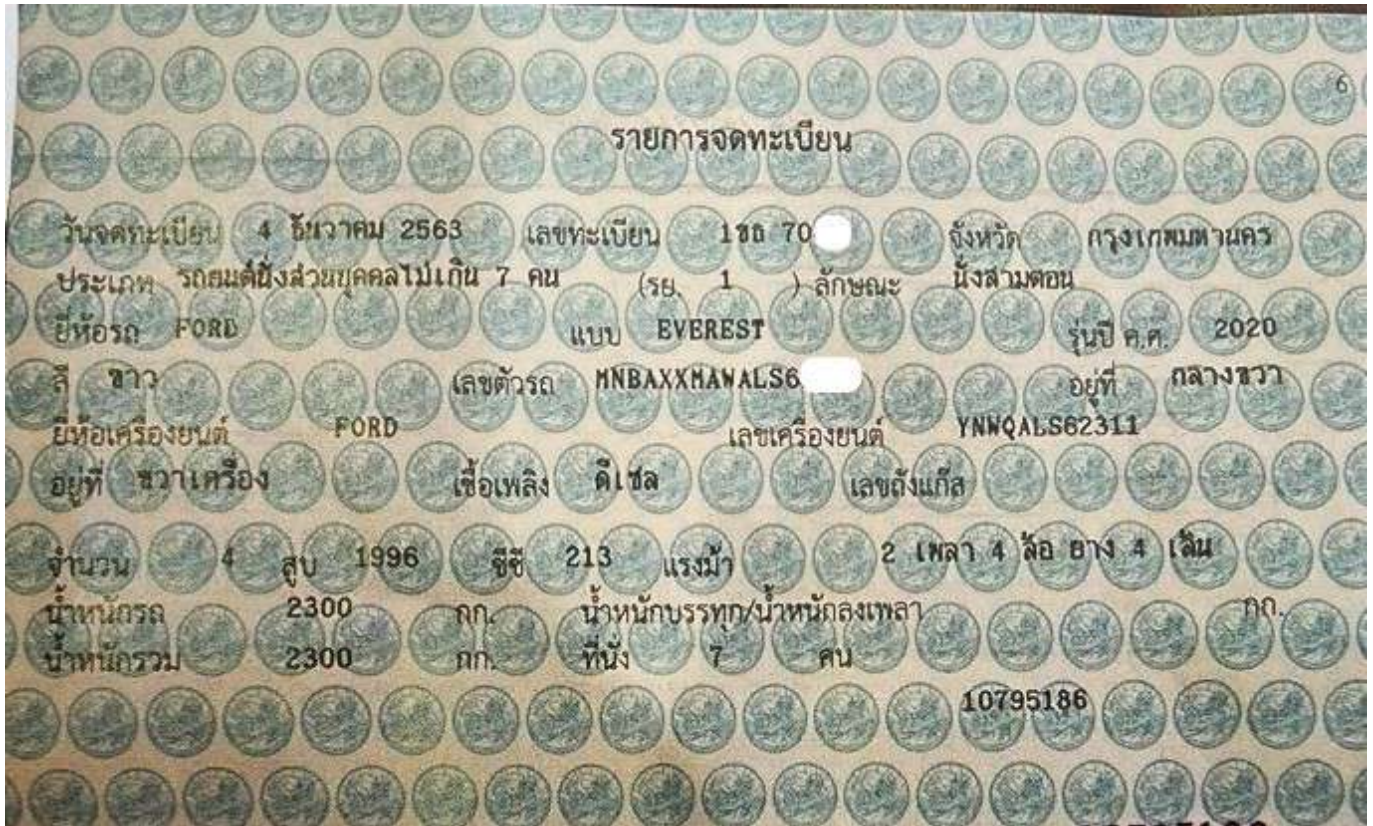 6
รายการจดทะเบียน
วันจดทะเบียน 4 ธันวาคม 2563 เลขทะเบียน 1ขถ 70 จังหวัด กรุงเทพมหานคร
ประเภท รถยนต์นั่งส่วนบุคคลไม่เกิน 7 คน (รย. 1 ) ลักษณะ นั่งสามตอน
ยี่ห้อรถ FORD แบบ EVEREST รุ่นปี ค.ศ. 2020
สี ขาว เลขตัวรถ MNBAXXMAWALS6 อยู่ที่ กลางขวา
ยี่ห้อเครื่องยนต์ FORD เลขเครื่องยนต์ YNWQALS62311
อยู่ที่ ขวาเครื่อง เชื้อเพลิง ดีเซล เลขถังแก๊ส
จำนวน 4 สูบ 1996 ซีซี 213 แรงม้า 2 เพลา 4 ล้อ ยาง 4 เส้น
น้ำหนักรถ 2300 กก. น้ำหนักบรรทุก/น้ำหนักลงเพลา กก.
น้ำหนักรวม 2300 กก. ที่นั่ง 7 คน
10795186